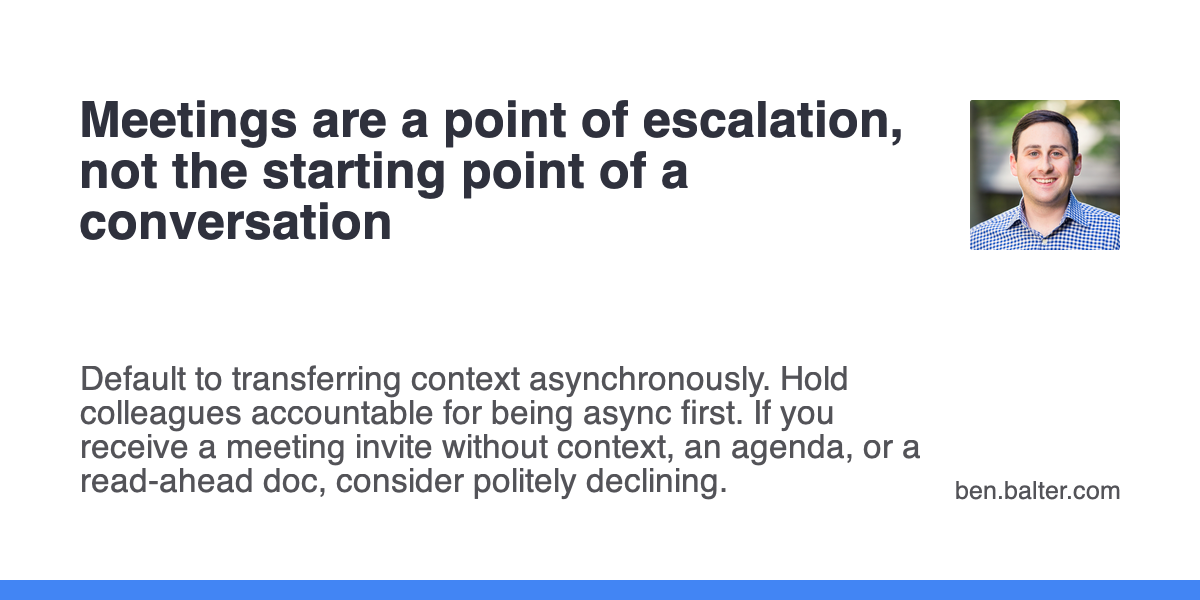 Meetings are a point of escalation,
not the starting point of a
conversation
Default to transferring context asynchronously. Hold
colleagues accountable for being async first. If you
receive a meeting invite without context, an agenda, or a
read-ahead doc, consider politely declining.
ben.balter.com